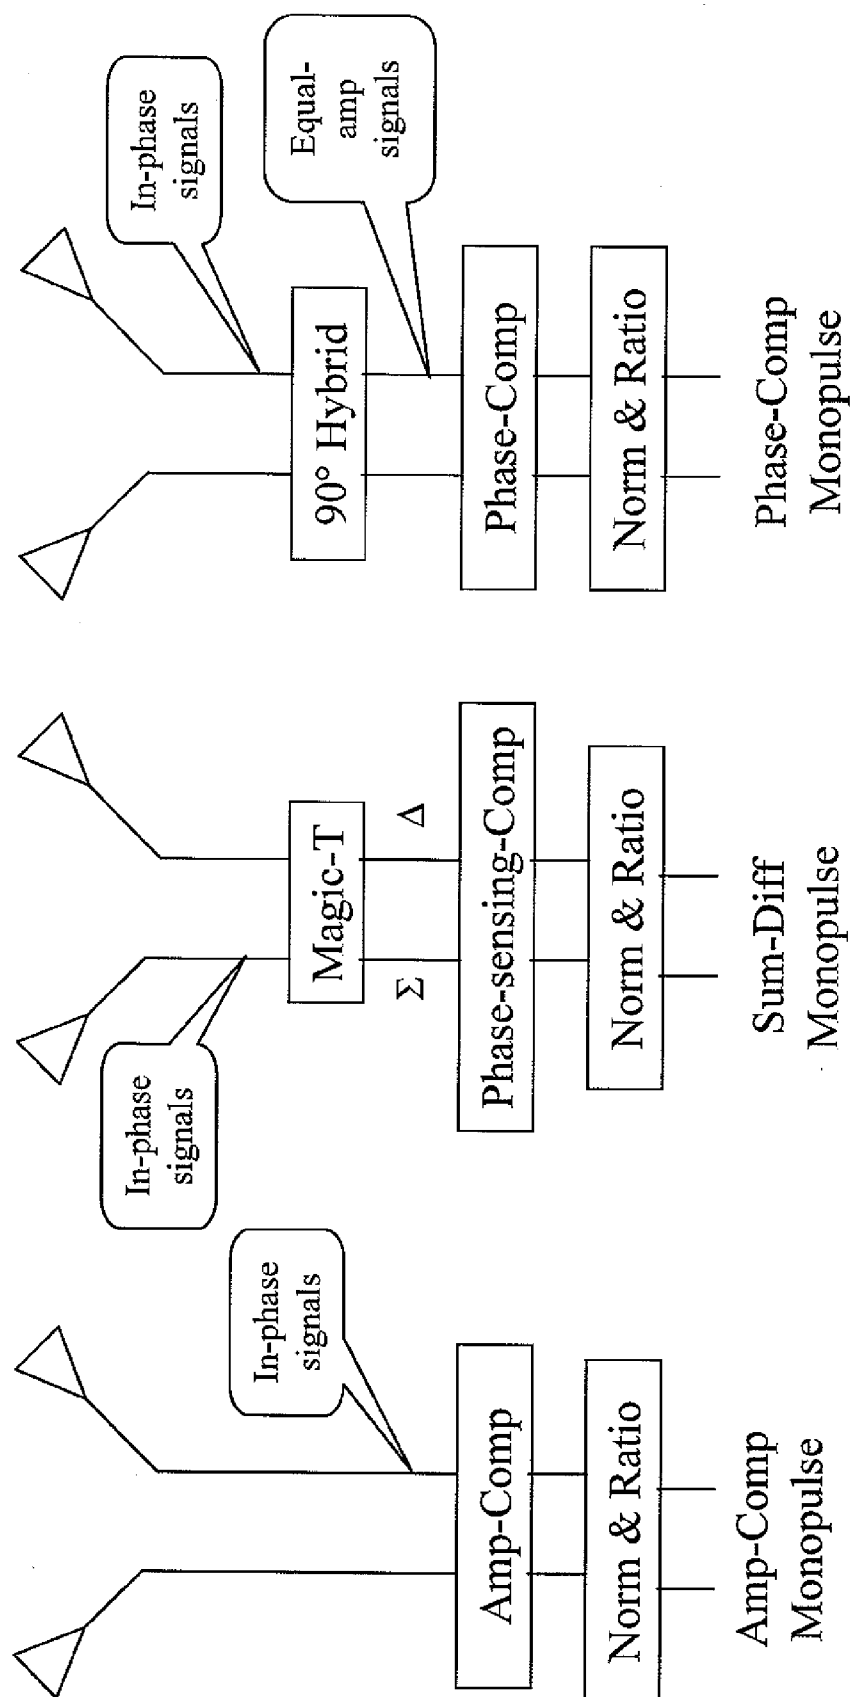 In-phase
signals
Amp-Comp
Norm & Ratio
Amp-Comp
Monopulse
In-phase
signals
Magic-T
Σ
Δ
Phase-sensing-Comp
Norm & Ratio
Sum-Diff
Monopulse
In-phase
signals
Equal-
amp
signals
90° Hybrid
Phase-Comp
Norm & Ratio
Phase-Comp
Monopulse